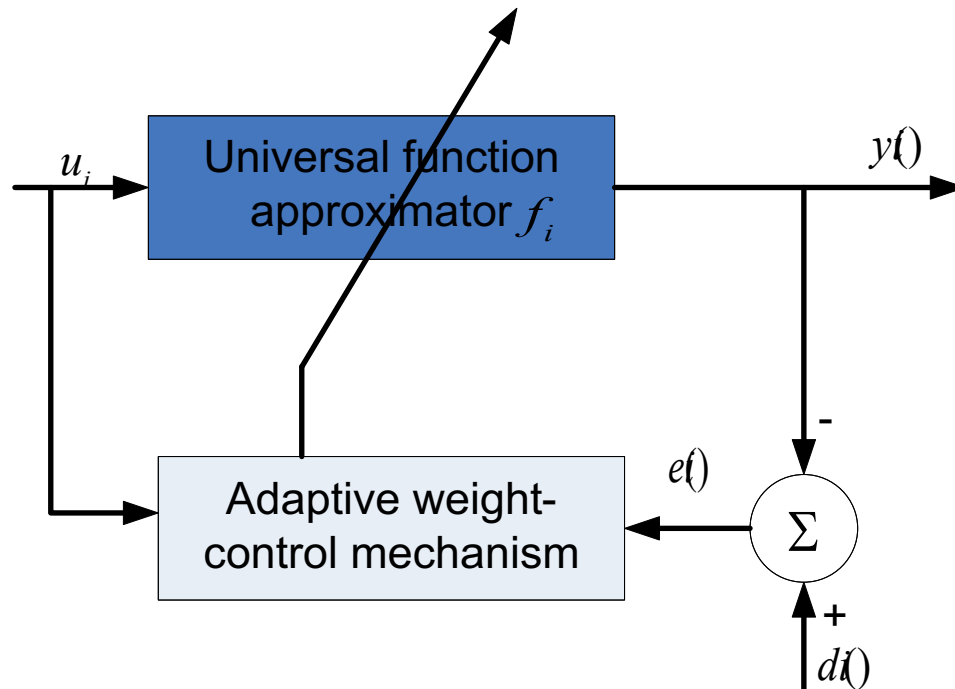 Universal function
approximator f_i
u_i
y(i)
-
e(i)
Adaptive weight-
control mechanism
Σ
+
d(i)